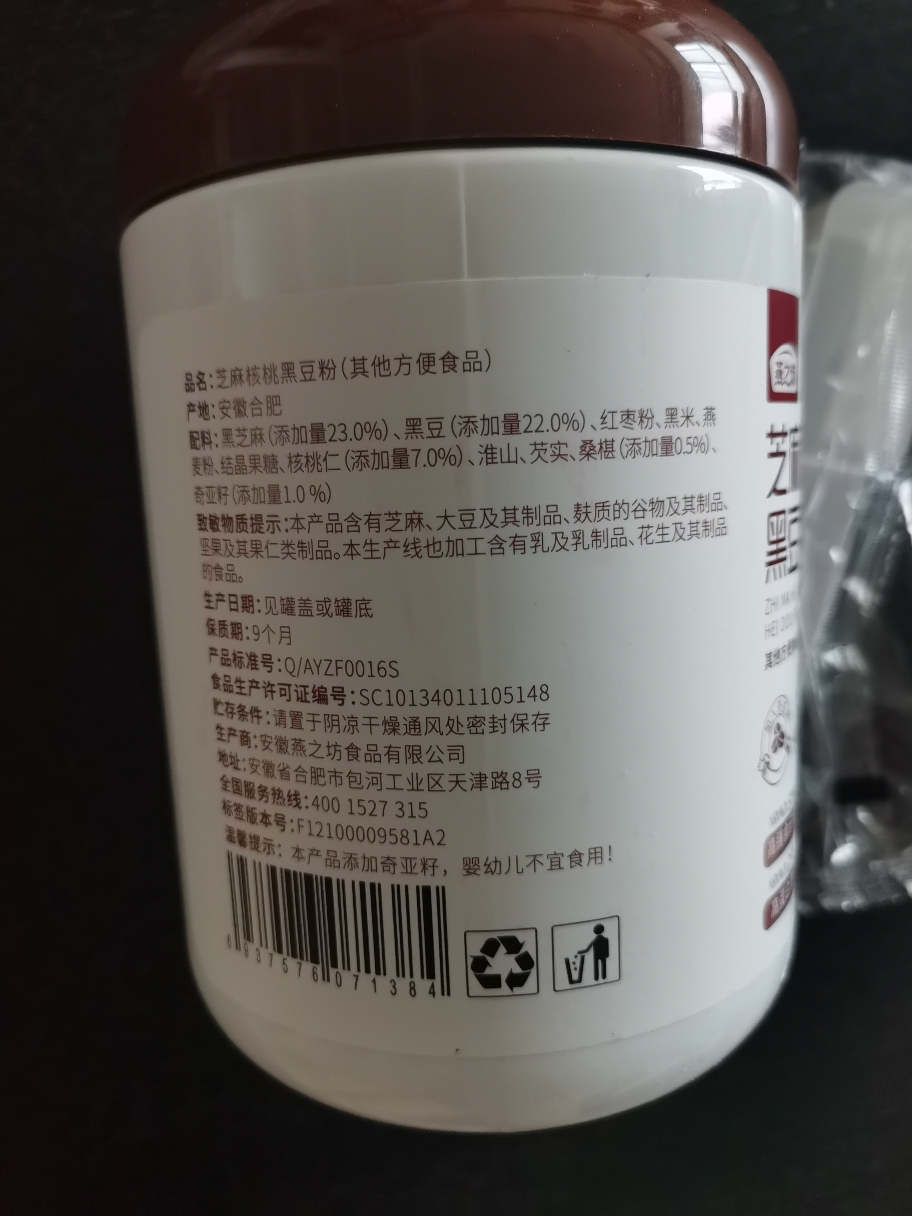 品名:芝麻核桃黑豆粉(其他方便食品)
产地:安徽合肥
配料:黑芝麻(添加量23.0%)、黑豆(添加量22.0%)、红枣粉、黑米、燕
麦粉、结晶果糖、核桃仁(添加量7.0%)、淮山、芡实、桑椹(添加量0.5%)、
奇亚籽(添加量1.0%)
致敏物质提示:本产品含有芝麻、大豆及其制品、麸质的谷物及其制品、
坚果及其果仁类制品。本生产线也加工含有乳及乳制品、花生及其制品
的食品。
生产日期:见罐盖或罐底
保质期:9个月
产品标准号:Q/AYZF0016S
食品生产许可证编号:SC10134011105148
贮存条件:请置于阴凉干燥通风处密封保存
生产商:安徽燕之坊食品有限公司
地址:安徽省合肥市包河工业区天津路8号
全国服务热线:400 1527 315
标签版本号:F12100009581A2
温馨提示:本产品添加奇亚籽，婴幼儿不宜食用!
6937576071384
燕之坊
芝
黑
ZHI
HEI
其他方便